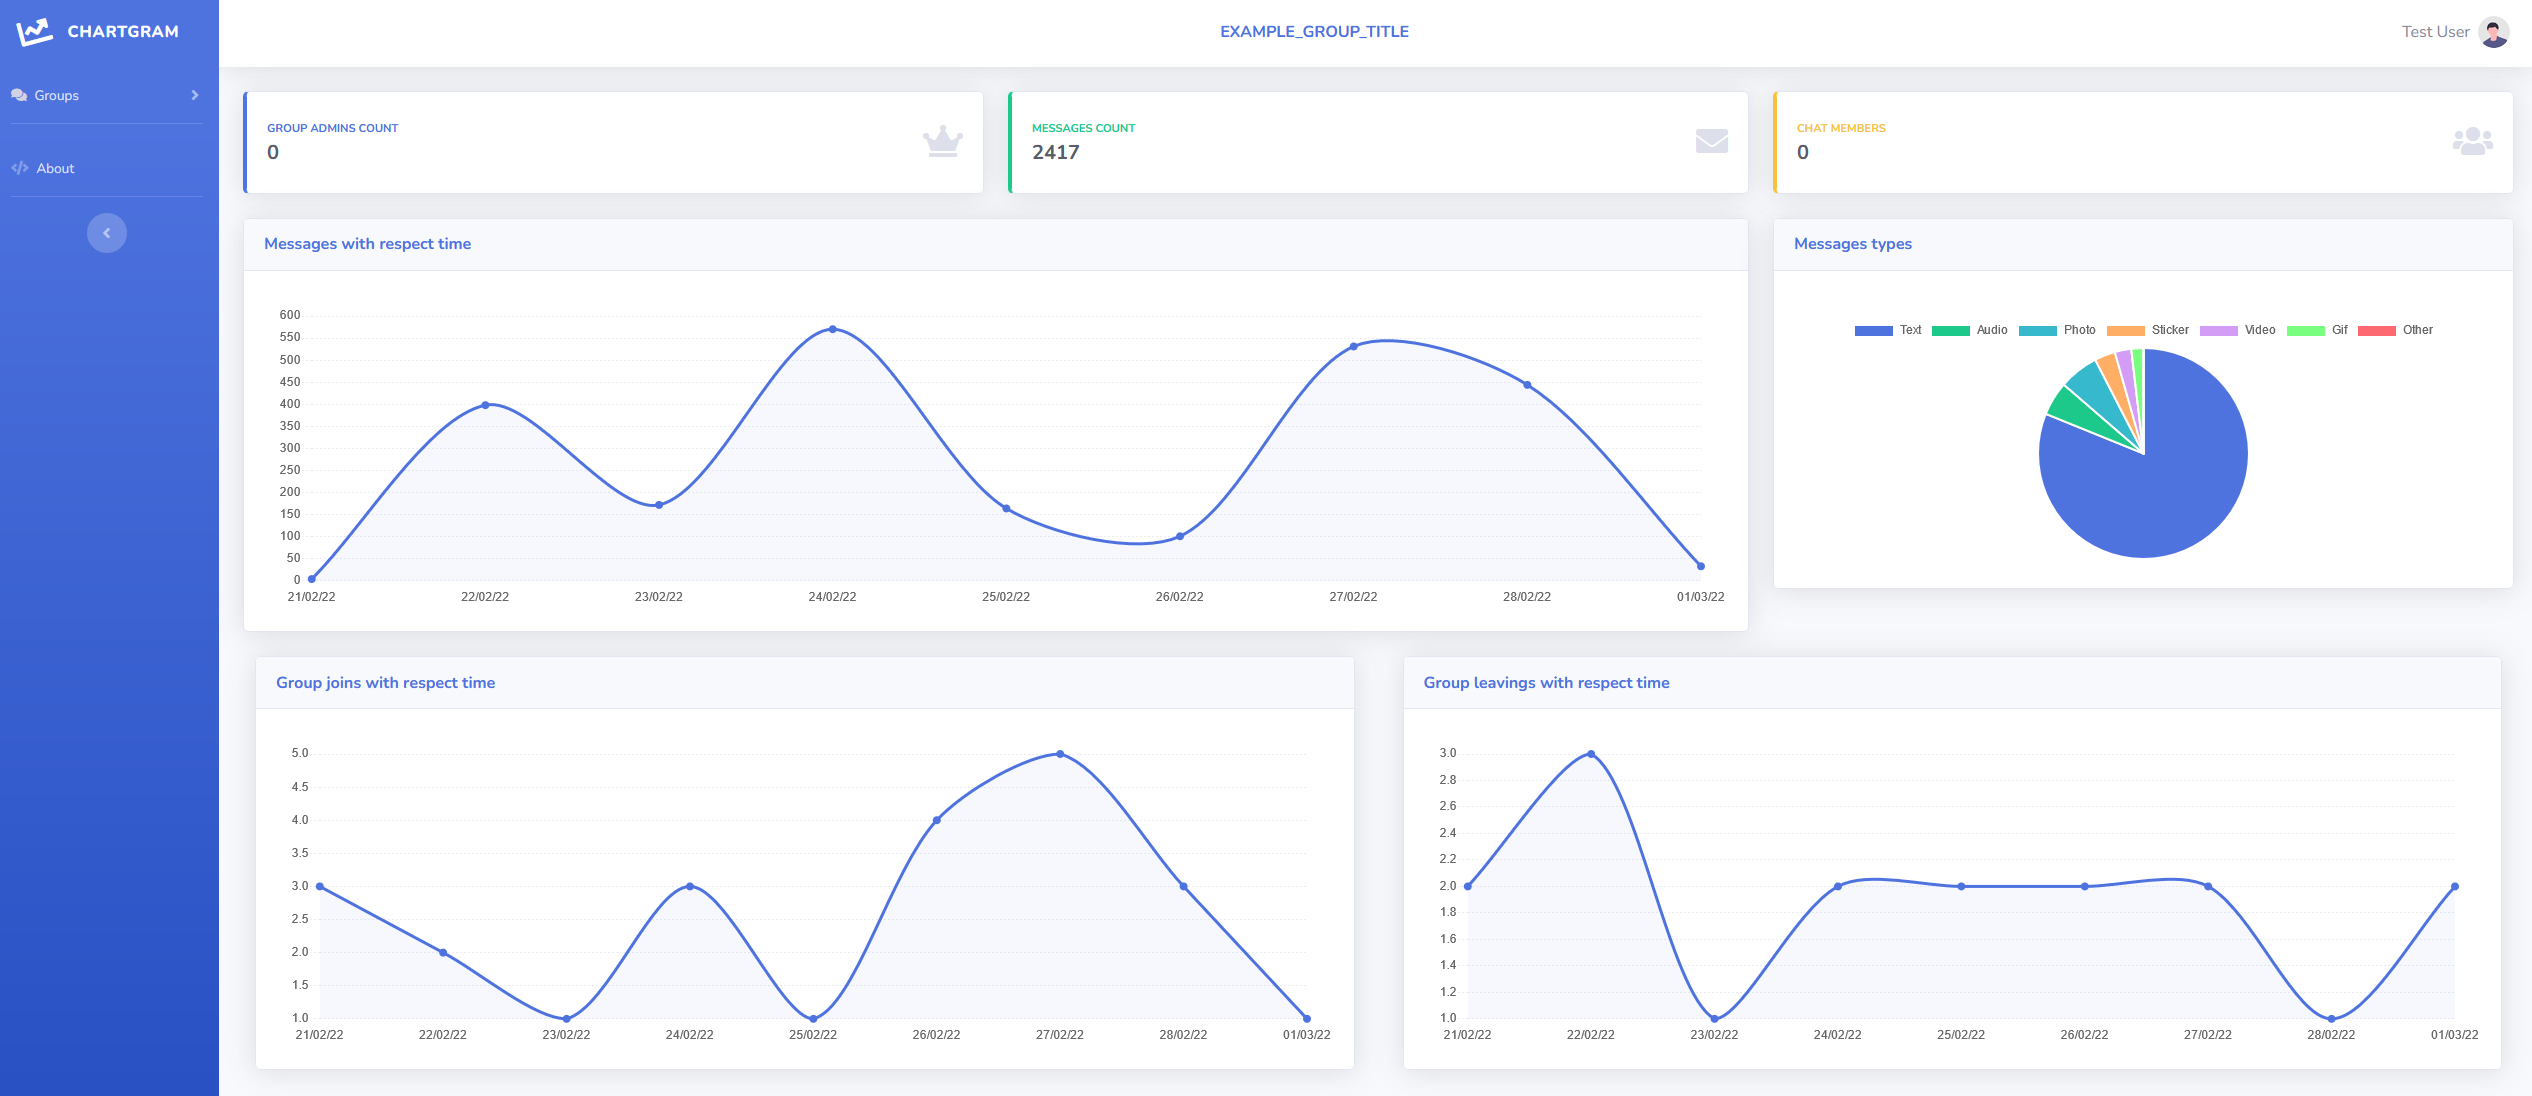 CHARTGRAM
Groups
About
EXAMPLE_GROUP_TITLE
Test User
GROUP ADMINS COUNT
0
MESSAGES COUNT
2417
CHAT MEMBERS
0
Messages with respect time
600
550
500
450
400
350
300
250
200
150
100
50
0
21/02/22 22/02/22 23/02/22 24/02/22 25/02/22 26/02/22 27/02/22 28/02/22 01/03/22
Messages types
Text Audio Photo Sticker Video Gif Other
Group joins with respect time
5.0
4.5
4.0
3.5
3.0
2.5
2.0
1.5
1.0
21/02/22 22/02/22 23/02/22 24/02/22 25/02/22 26/02/22 27/02/22 28/02/22 01/03/22
Group leavings with respect time
3.0
2.8
2.6
2.4
2.2
2.0
1.8
1.6
1.4
1.2
1.0
21/02/22 22/02/22 23/02/22 24/02/22 25/02/22 26/02/22 27/02/22 28/02/22 01/03/22